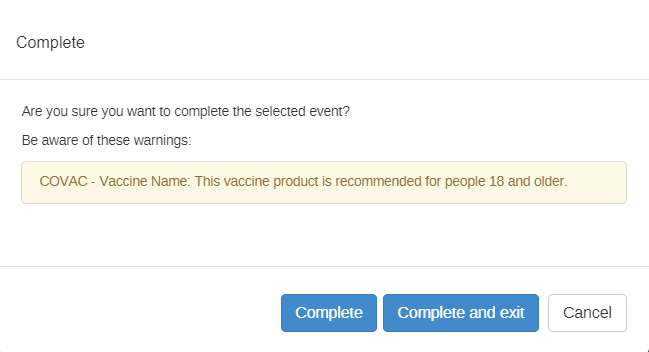 Complete
Are you sure you want to complete the selected event?
Be aware of these warnings:
COVAC - Vaccine Name: This vaccine product is recommended for people 18 and older.
Complete
Complete and exit
Cancel